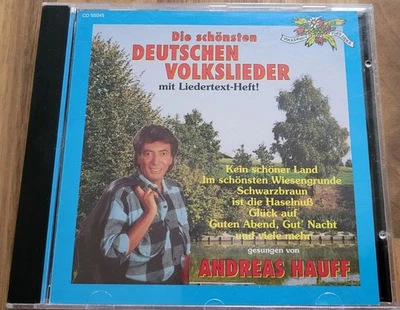 CD 88045
Die schönsten
DEUTSCHEN
VOLKSLIEDER
mit Liedertext-Heft!
Kein schöner Land
Im schönsten Wiesengrunde
Schwarzbraun
ist die Haselnuß
Glück auf
Guten Abend, Gut' Nacht
und viele mehr
gesungen von
ANDREAS HAUFF